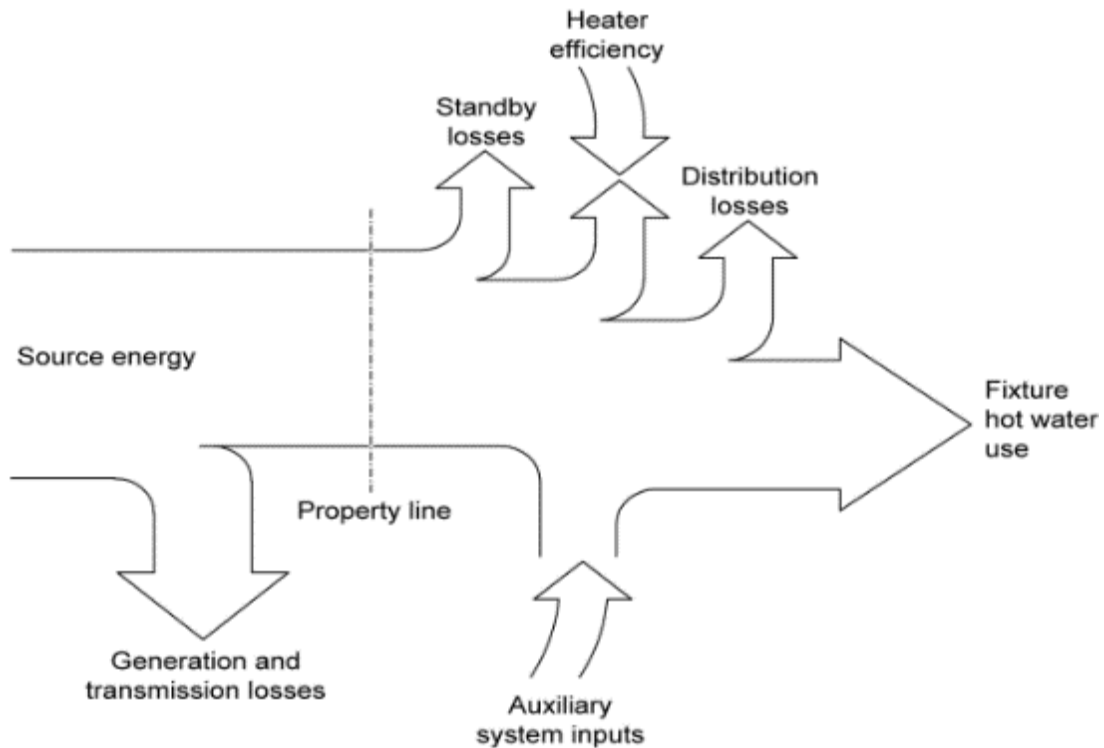 Heater
efficiency
Standby
losses
Distribution
losses
Source energy
Fixture
hot water
use
Property line
Generation and
transmission losses
Auxiliary
system inputs